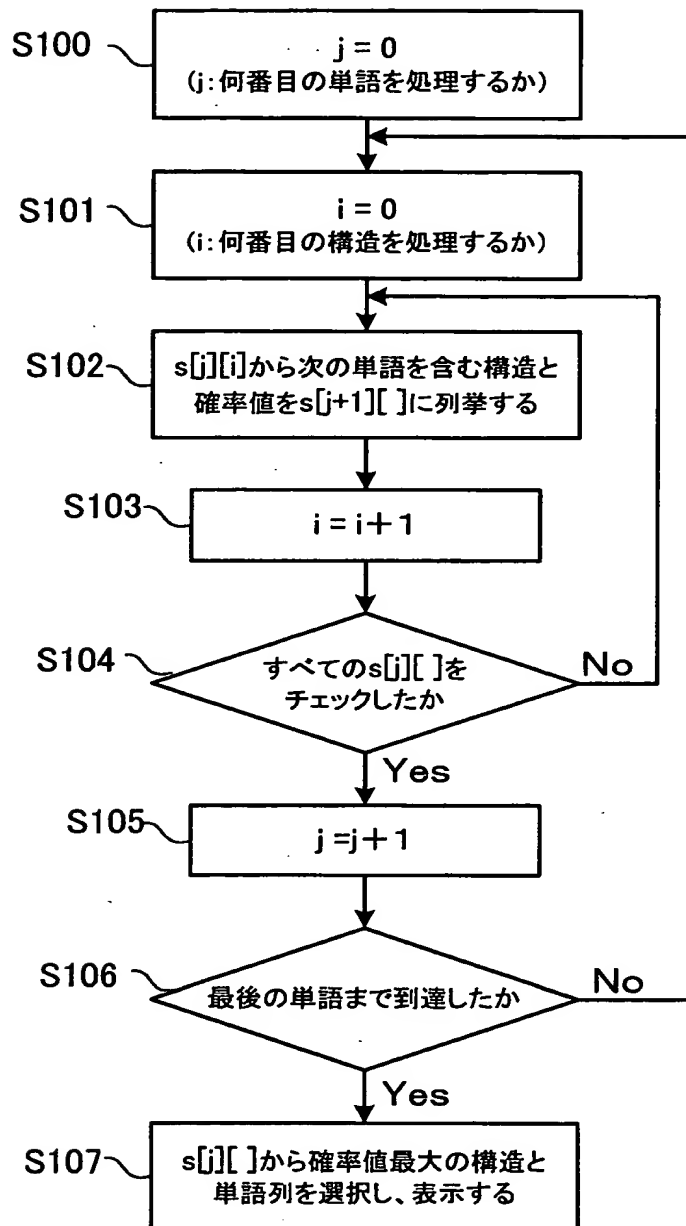 S100
j = 0
(j:何番目の単語を処理するか)
S101
i = 0
(i:何番目の構造を処理するか)
S102
s[j][i]から次の単語を含む構造と
確率値をs[j+1][ ]に列挙する
S103
i = i + 1
S104
すべてのs[j][ ]を
チェックしたか
No
Yes
S105
j =j + 1
S106
最後の単語まで到達したか
No
Yes
S107
s[j][ ]から確率値最大の構造と
単語列を選択し、表示する